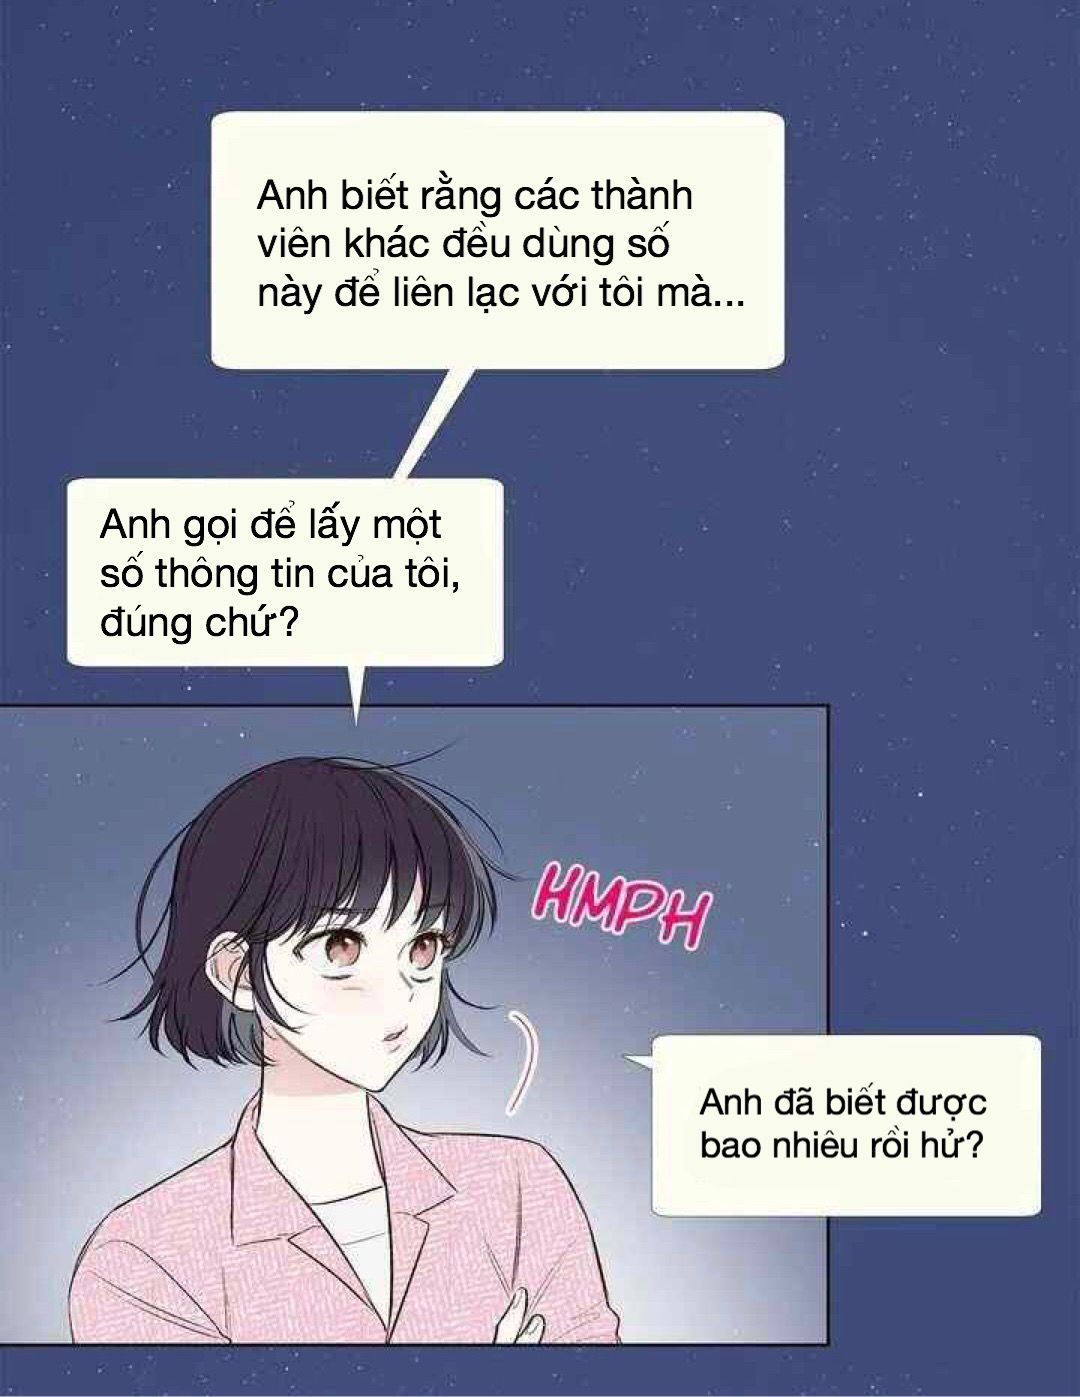 Anh biết rằng các thành
viên khác đều dùng số
này để liên lạc với tôi mà...
Anh gọi để lấy một
số thông tin của tôi,
đúng chứ?
HMPH
Anh đã biết được
bao nhiêu rồi hử?